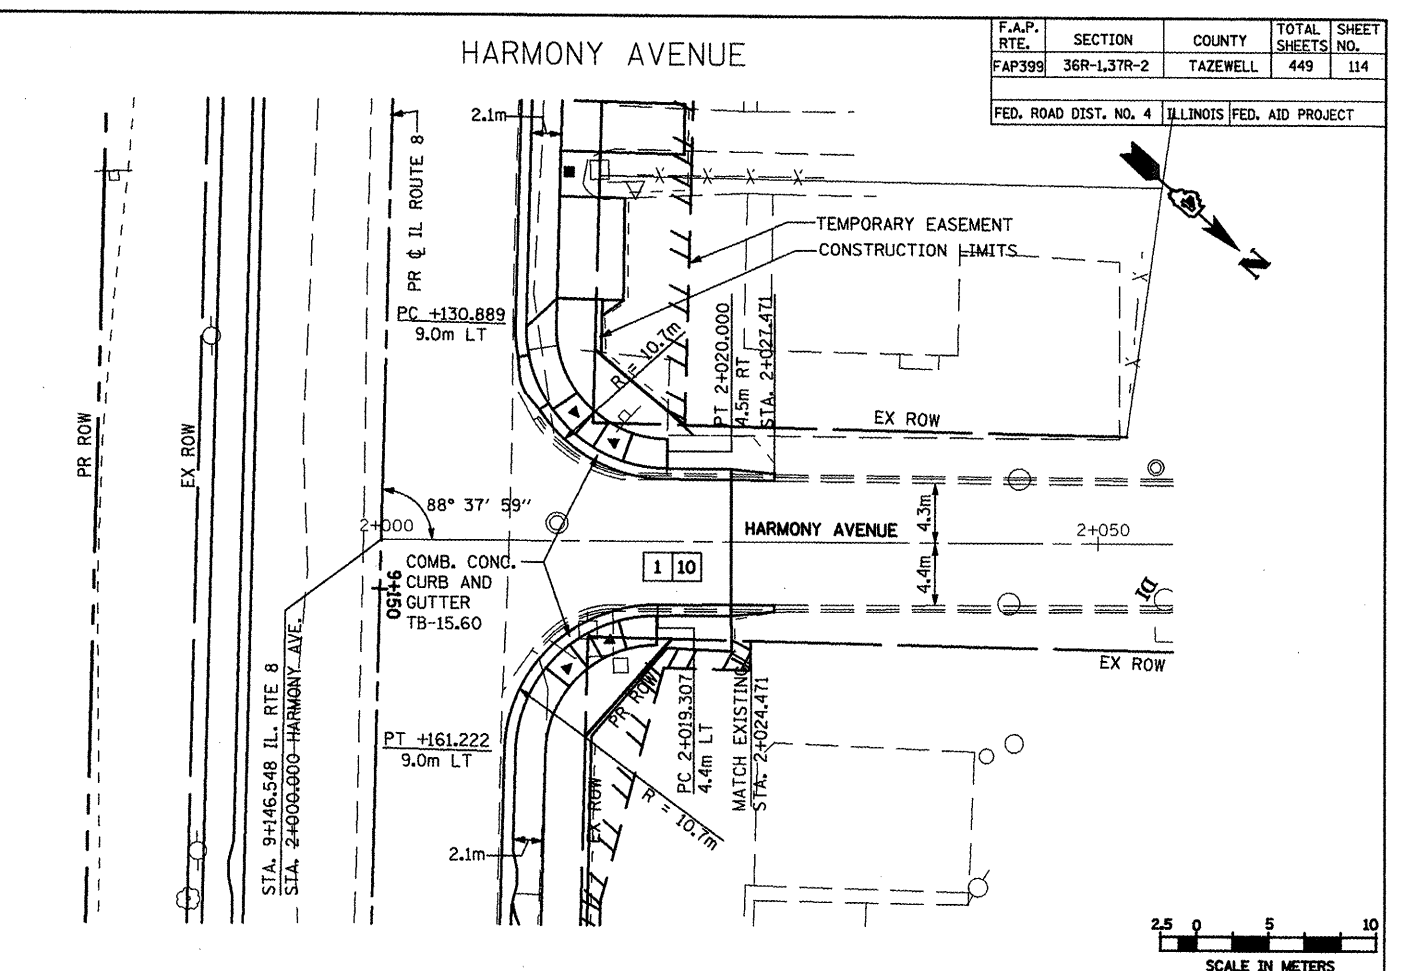 HARMONY AVENUE
F.A.P. RTE. SECTION COUNTY TOTAL SHEETS SHEET NO.
FAP399 36R-1,37R-2 TAZEWELL 449 114
FED. ROAD DIST. NO. 4 ILLINOIS FED. AID PROJECT
2.1m
PR ℄ IL ROUTE 8
TEMPORARY EASEMENT
CONSTRUCTION LIMITS
N
PC +130.889
9.0m LT
R = 10.7m
PT 2+020.000
4.5m RT
STA. 2+027.471
EX ROW
PR ROW
EX ROW
88° 37' 59"
2+000
HARMONY AVENUE
4.3m
2+050
4.4m
1 10
COMB. CONC.
CURB AND
GUTTER
TB-15.60
9+150
DI
EX ROW
STA. 9+146.548 IL. RTE 8
STA. 2+000.000 HARMONY AVE.
PR ROW
PC 2+019.307
4.4m LT
MATCH EXISTING
STA. 2+024.471
PT +161.222
9.0m LT
EX ROW
R = 10.7m
2.1m
2.5 0 5 10
SCALE IN METERS